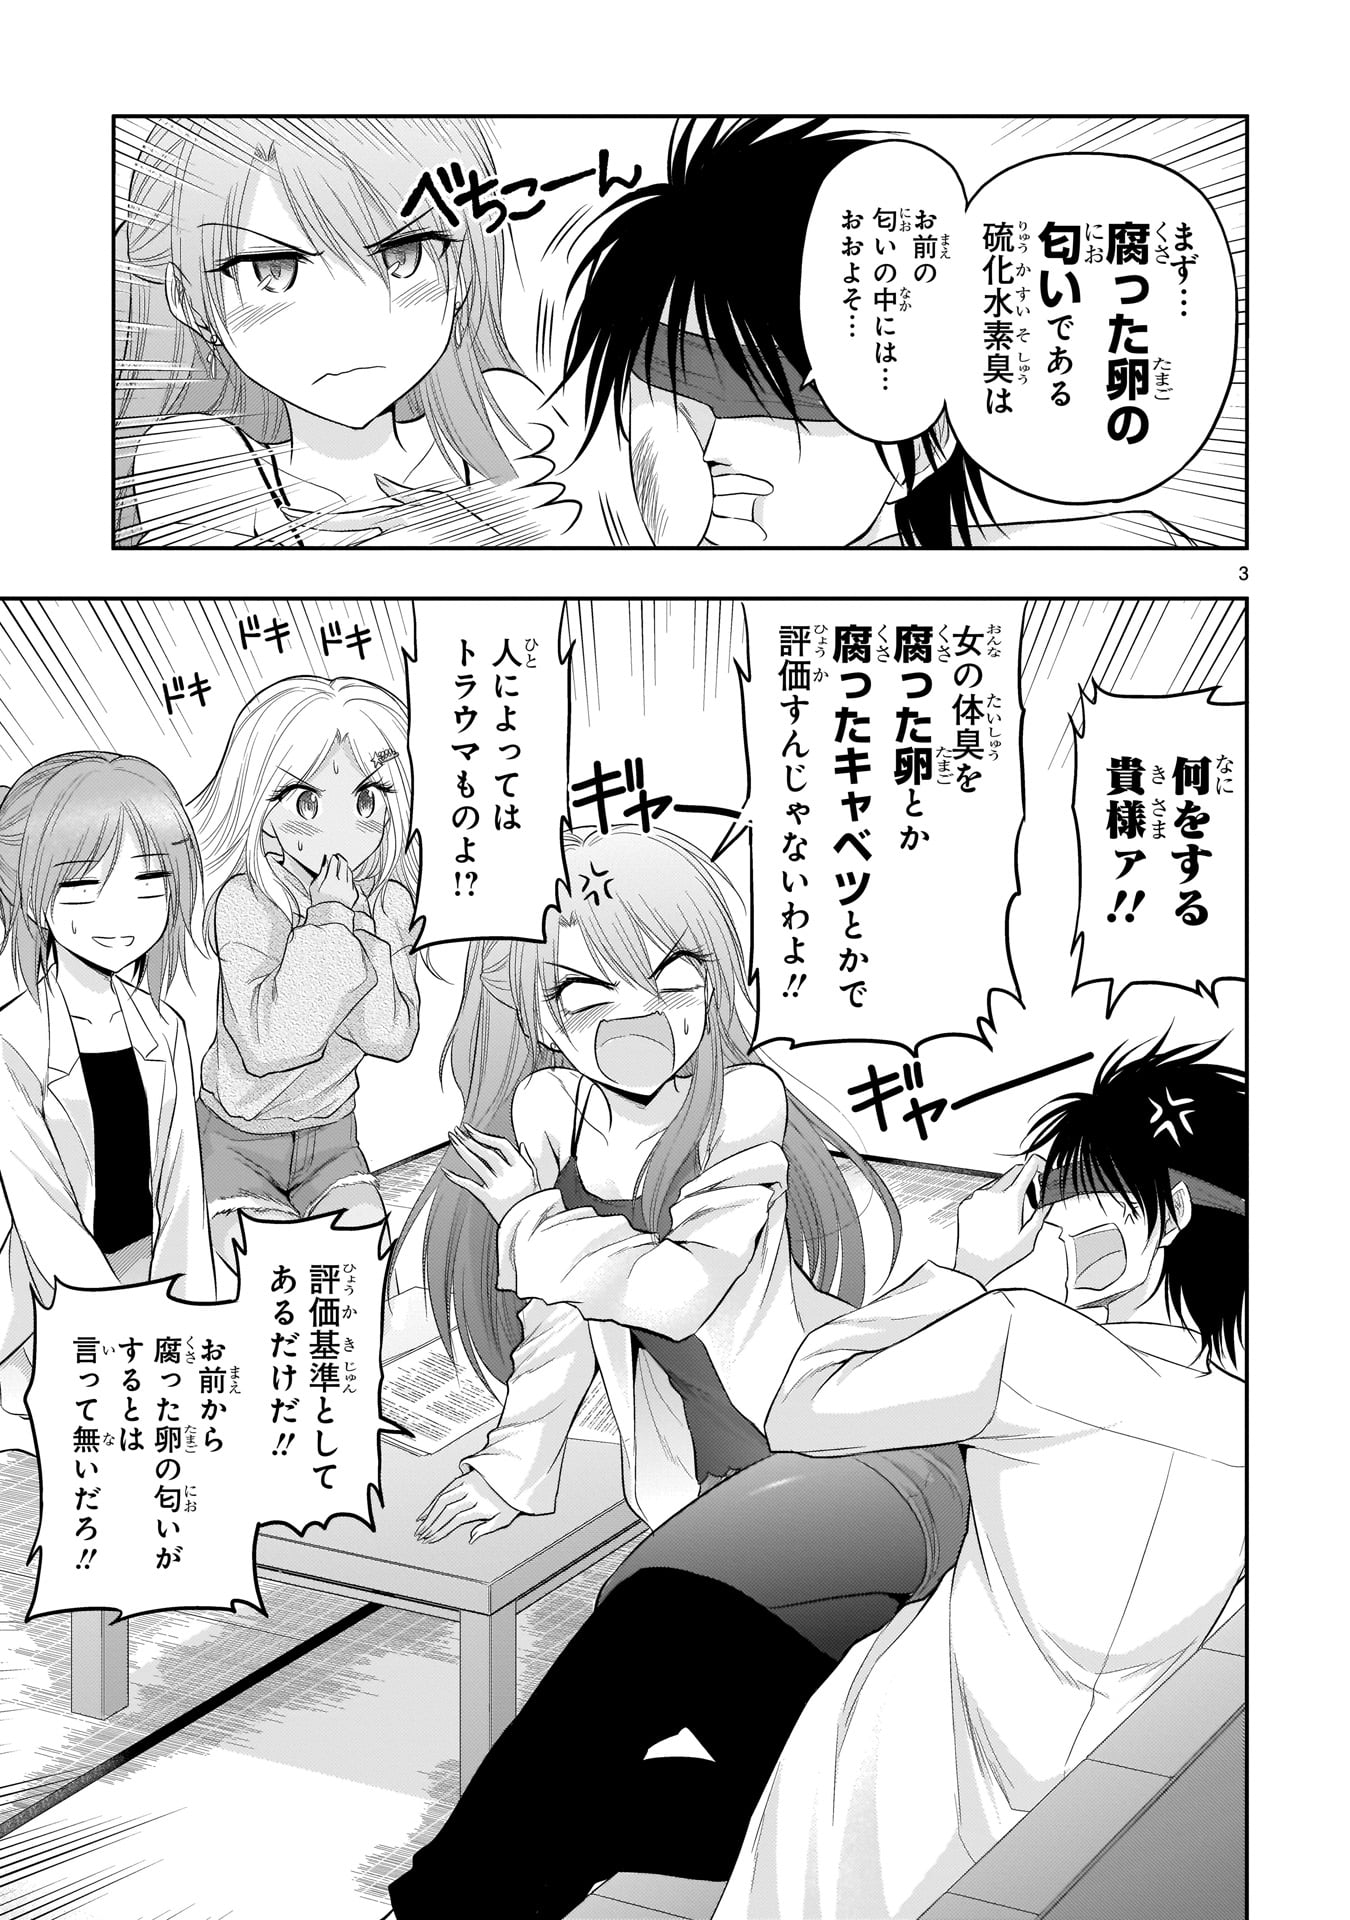 まず…
腐った卵の
匂いである
硫化水素臭は
お前の
匂いの中には…
おおよそ…
べちこーん
3
何をする
貴様ァ!!
女の体臭を
腐った卵とか
腐ったキャベツとかで
評価すんじゃないわよ!!
人によっては
トラウマものよ!?
ギャー
ギャー
ドキ
ドキ
ドキ
評価基準として
あるだけだ!!
お前から
腐った卵の匂いが
するとは
言って無いだろ!!